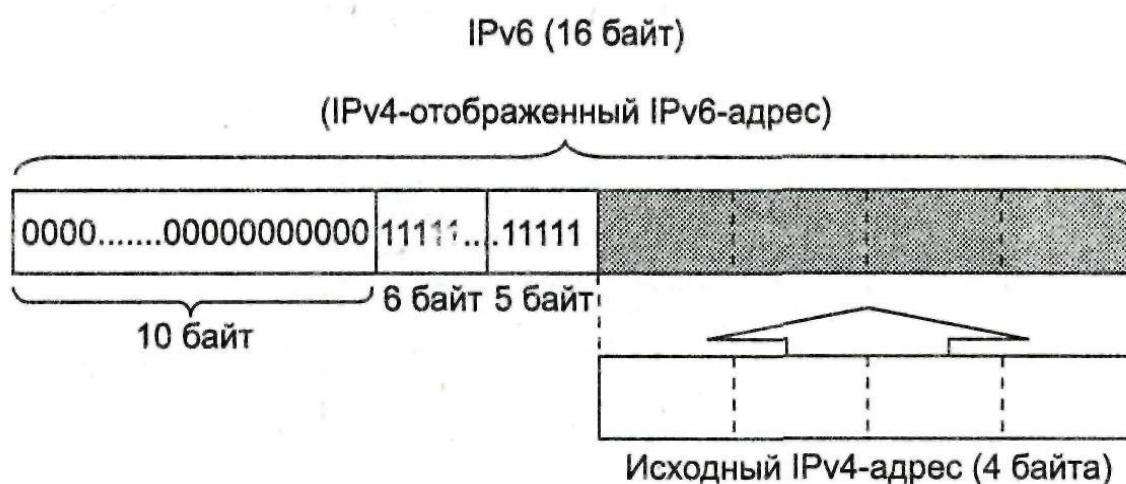 IPv6 (16 байт)
(IPv4-отображенный IPv6-адрес)
0000.......00000000000 11111.. ..11111
6 байт 5 байт
10 байт
Исходный IPv4-адрес (4 байта)